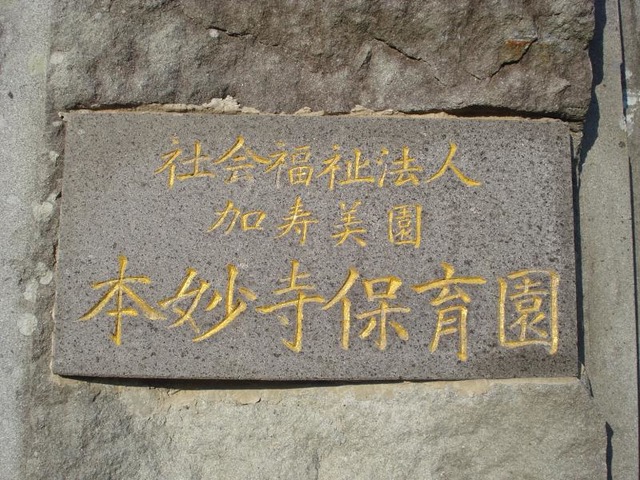 社会福祉法人
加寿美園
本妙寺保育園